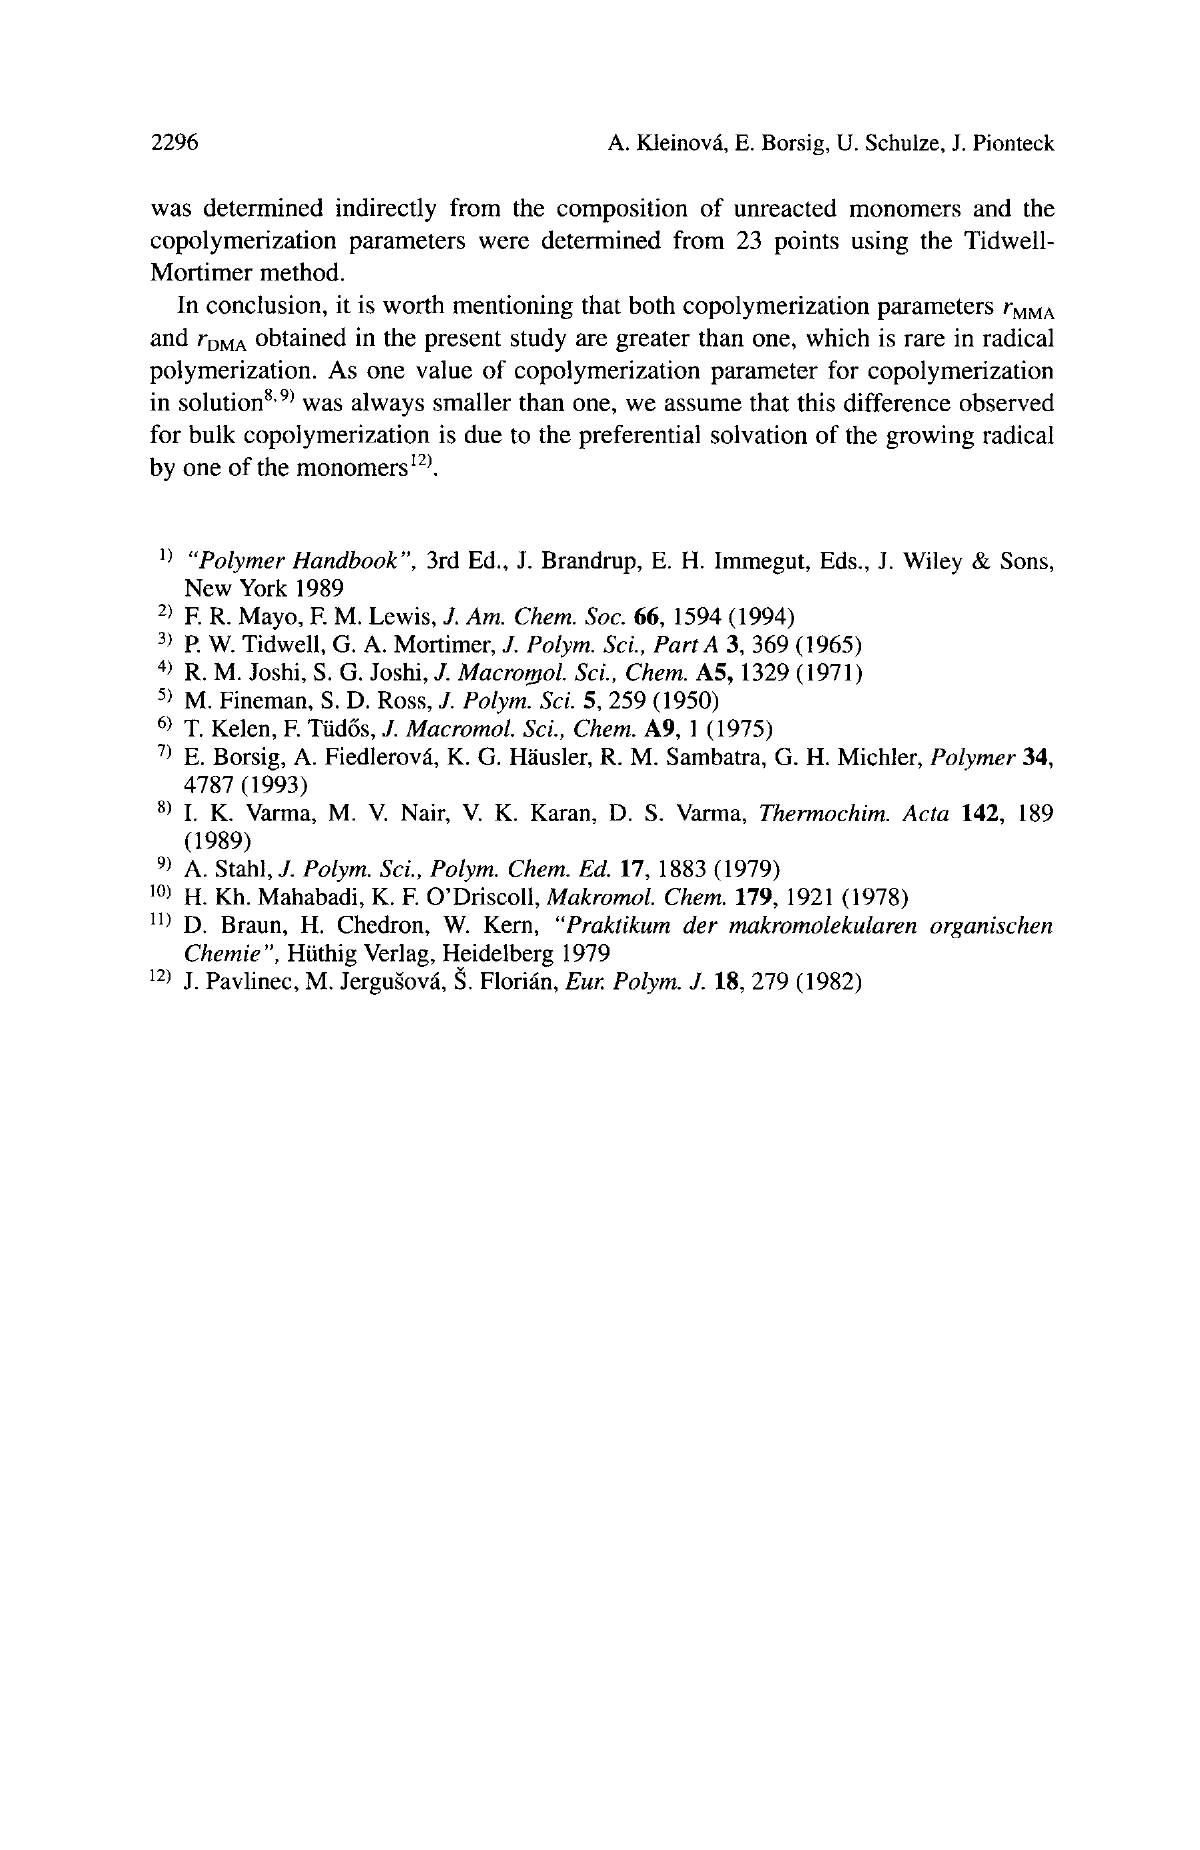 2296 A. Kleinová, E. Borsig, U. Schulze, J. Pionteck
was determined indirectly from the composition of unreacted monomers and the
copolymerization parameters were determined from 23 points using the Tidwell-
Mortimer method.
In conclusion, it is worth mentioning that both copolymerization parameters rMMA
and rDMA obtained in the present study are greater than one, which is rare in radical
polymerization. As one value of copolymerization parameter for copolymerization
in solution8, 9) was always smaller than one, we assume that this difference observed
for bulk copolymerization is due to the preferential solvation of the growing radical
by one of the monomers12).
1) “Polymer Handbook”, 3rd Ed., J. Brandrup, E. H. Immegut, Eds., J. Wiley & Sons,
New York 1989
2) F. R. Mayo, F. M. Lewis, J. Am. Chem. Soc. 66, 1594 (1994)
3) P. W. Tidwell, G. A. Mortimer, J. Polym. Sci., Part A 3, 369 (1965)
4) R. M. Joshi, S. G. Joshi, J. Macromol. Sci., Chem. A5, 1329 (1971)
5) M. Fineman, S. D. Ross, J. Polym. Sci. 5, 259 (1950)
6) T. Kelen, F. Tüdős, J. Macromol. Sci., Chem. A9, 1 (1975)
7) E. Borsig, A. Fiedlerová, K. G. Häusler, R. M. Sambatra, G. H. Michler, Polymer 34,
4787 (1993)
8) I. K. Varma, M. V. Nair, V. K. Karan, D. S. Varma, Thermochim. Acta 142, 189
(1989)
9) A. Stahl, J. Polym. Sci., Polym. Chem. Ed. 17, 1883 (1979)
10) H. Kh. Mahabadi, K. F. O’Driscoll, Makromol. Chem. 179, 1921 (1978)
11) D. Braun, H. Chedron, W. Kern, “Praktikum der makromolekularen organischen
Chemie”, Hüthig Verlag, Heidelberg 1979
12) J. Pavlinec, M. Jergušová, Š. Florián, Eur. Polym. J. 18, 279 (1982)